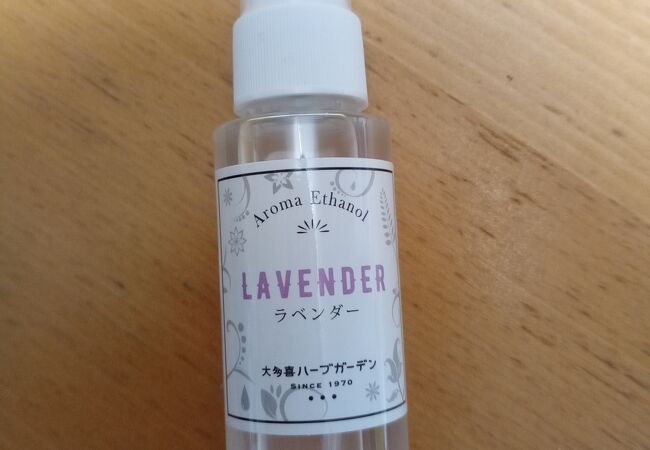 Aroma Ethanol
LAVENDER
ラベンダー
大多喜ハーブガーデン
SINCE 1970